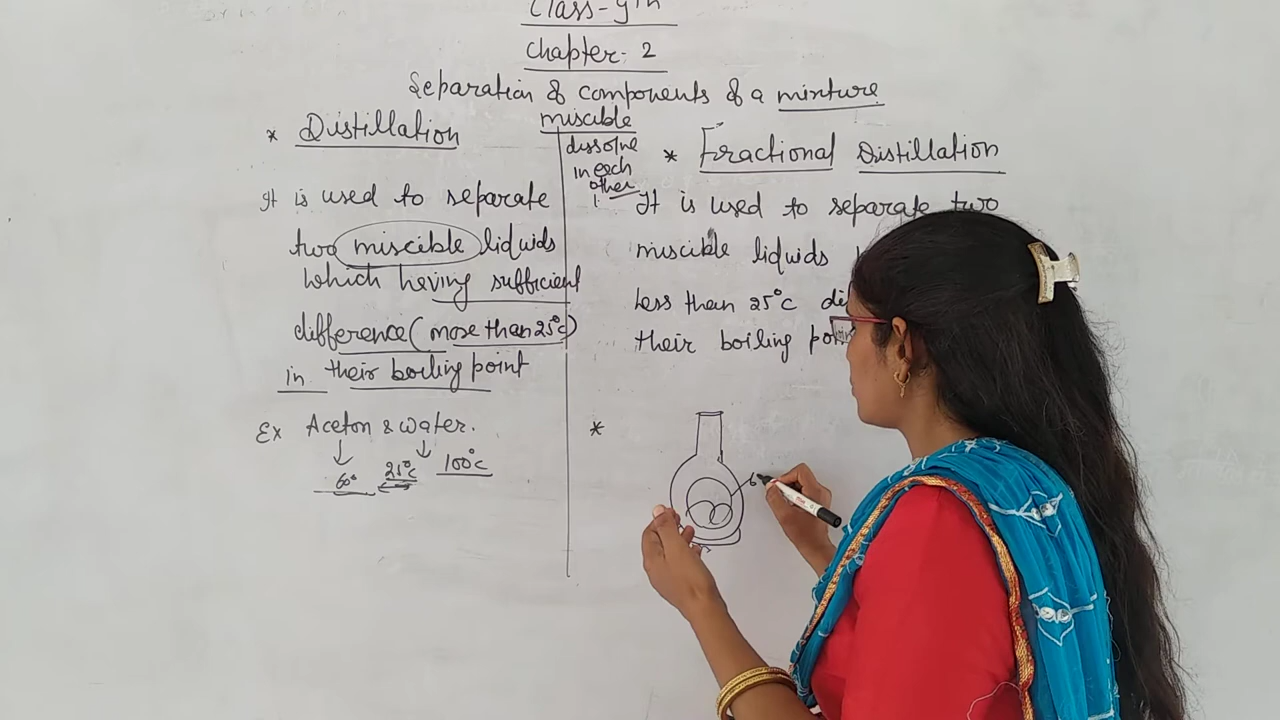 Class-9th
Chapter: 2
Separation of components of a mixture.
* Distillation
It is used to separate
two miscible liquids
which having sufficient
difference (more than 25°c)
in their boiling point
Ex Aceton & water.
60° 25°c 100°c
miscible
dissolve
in each
other
* Fractional Distillation
It is used to separate two
miscible liquids
less than 25°c
their boiling
*